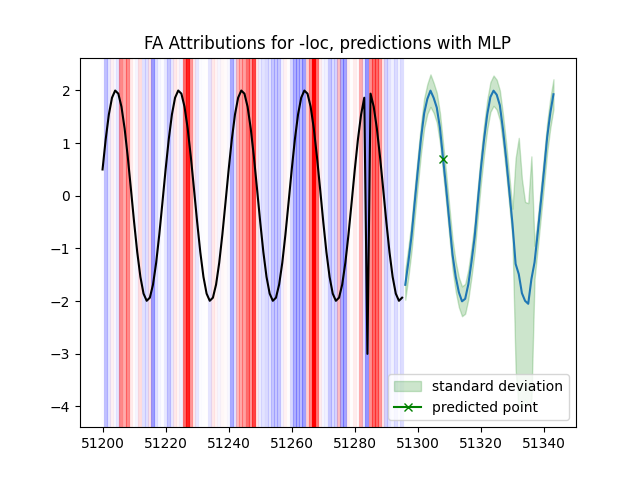 FA Attributions for -loc, predictions with MLP
2
1
0
−1
−2
−3
−4
standard deviation
predicted point
51200 51220 51240 51260 51280 51300 51320 51340